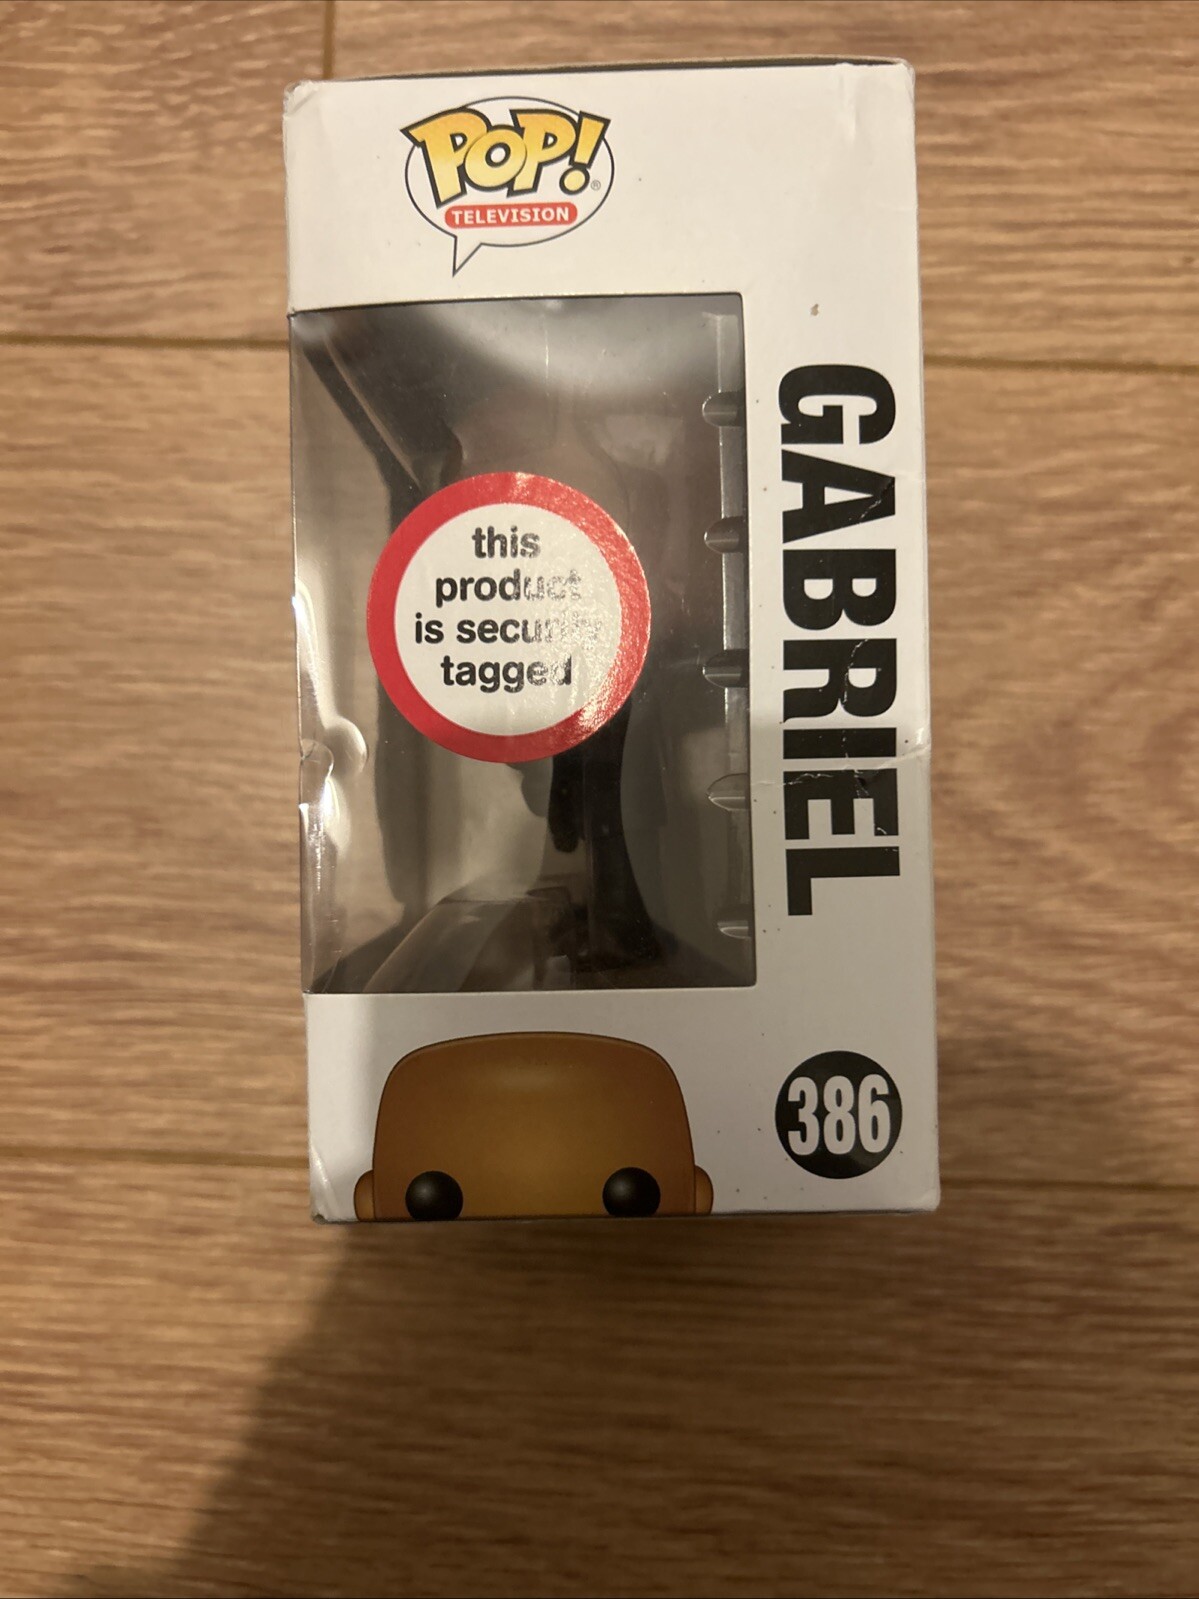 POP!
®
TELEVISION
this
product
is security
tagged
GABRIEL
386